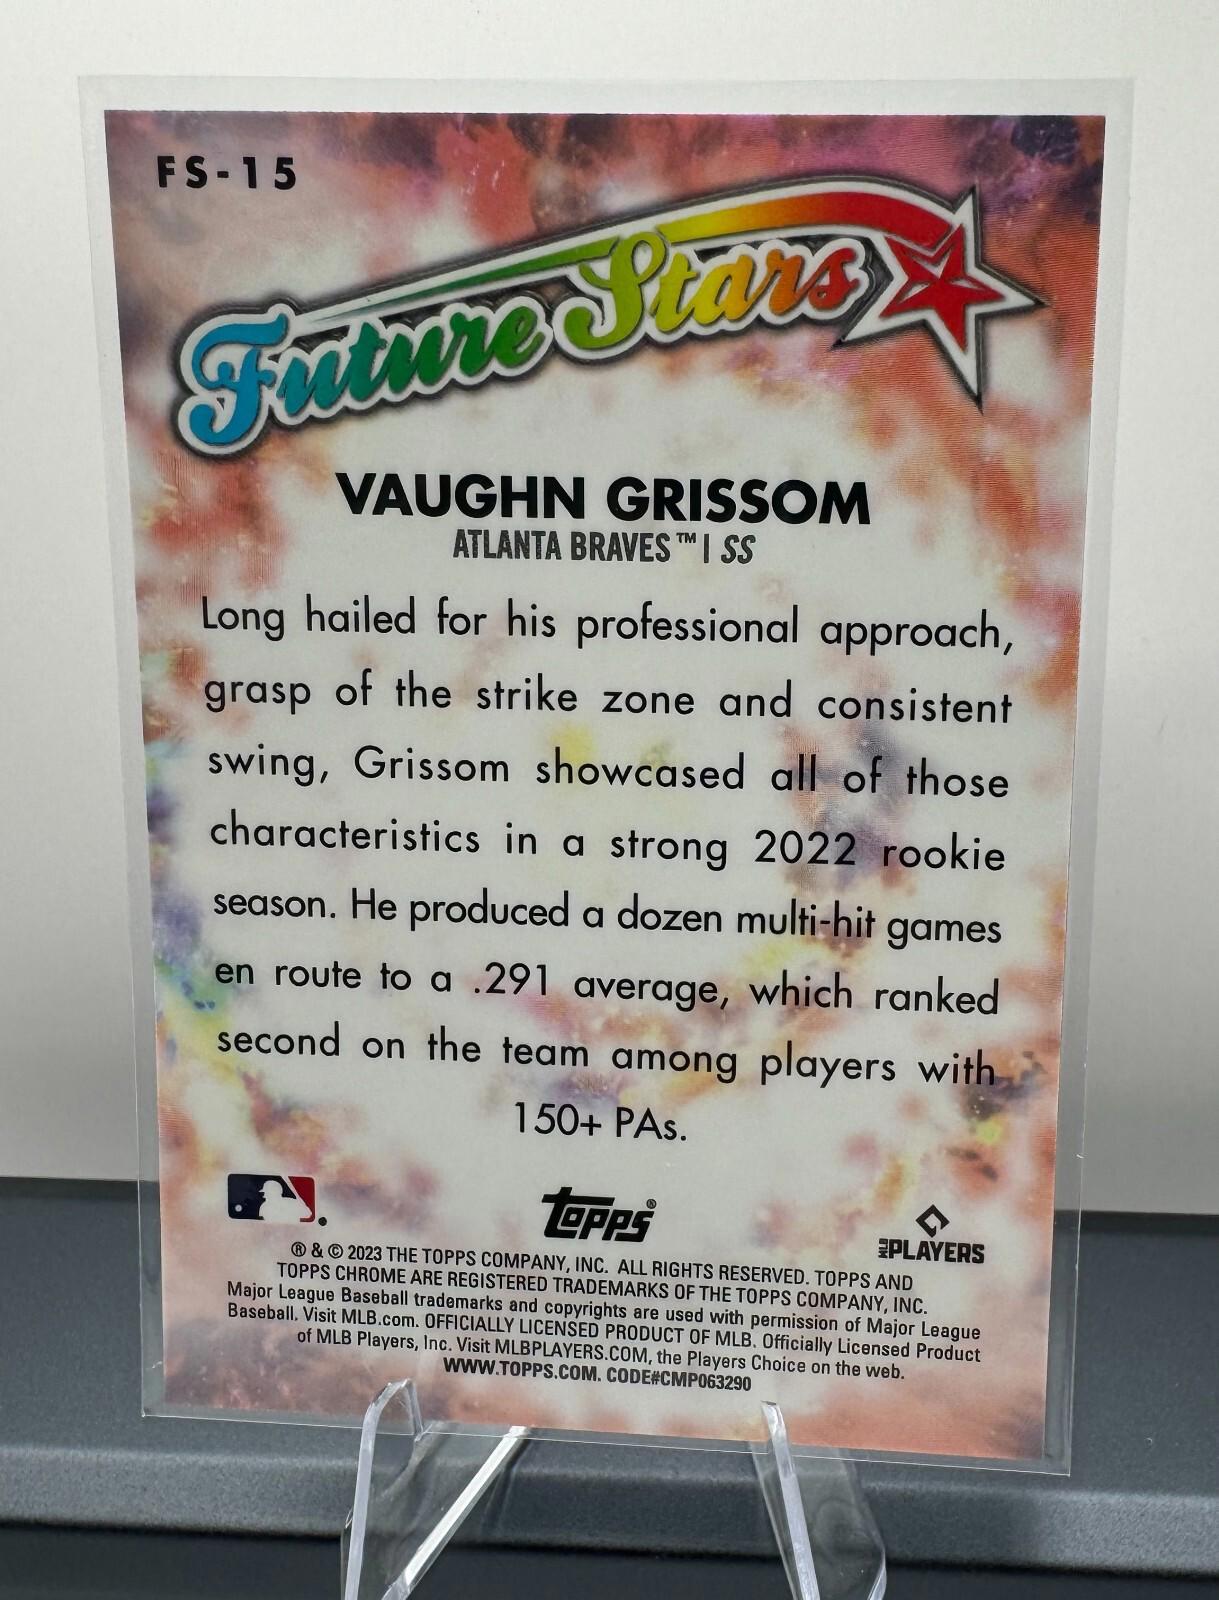 FS-15
Future Stars
VAUGHN GRISSOM
ATLANTA BRAVES™ | SS
Long hailed for his professional approach,
grasp of the strike zone and consistent
swing, Grissom showcased all of those
characteristics in a strong 2022 rookie
season. He produced a dozen multi-hit games
en route to a .291 average, which ranked
second on the team among players with
150+ PAs.
topps®
MLB PLAYERS
® & © 2023 THE TOPPS COMPANY, INC. ALL RIGHTS RESERVED. TOPPS AND
TOPPS CHROME ARE REGISTERED TRADEMARKS OF THE TOPPS COMPANY, INC.
Major League Baseball trademarks and copyrights are used with permission of Major League
Baseball. Visit MLB.com. OFFICIALLY LICENSED PRODUCT OF MLB. Officially Licensed Product
of MLB Players, Inc. Visit MLBPLAYERS.COM, the Players Choice on the web.
WWW.TOPPS.COM. CODE#CMP063290